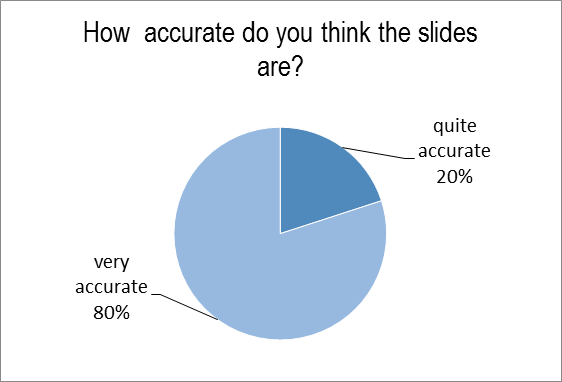 How  accurate do you think the slides
are?
quite
accurate
20%
very
accurate
80%